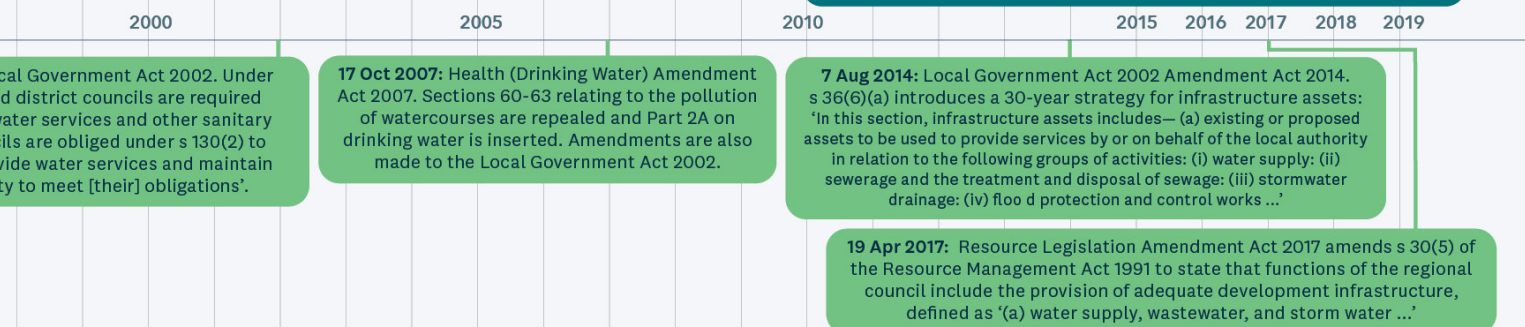 2000 2005 2010 2015 2016 2017 2018 2019
cal Government Act 2002. Under
d district councils are required
ater services and other sanitary
cils are obliged under s 130(2) to
vide water services and maintain
ty to meet [their] obligations’.
17 Oct 2007: Health (Drinking Water) Amendment
Act 2007. Sections 60-63 relating to the pollution
of watercourses are repealed and Part 2A on
drinking water is inserted. Amendments are also
made to the Local Government Act 2002.
7 Aug 2014: Local Government Act 2002 Amendment Act 2014.
s 36(6)(a) introduces a 30-year strategy for infrastructure assets:
‘In this section, infrastructure assets includes— (a) existing or proposed
assets to be used to provide services by or on behalf of the local authority
in relation to the following groups of activities: (i) water supply: (ii)
sewerage and the treatment and disposal of sewage: (iii) stormwater
drainage: (iv) floo d protection and control works ...’
19 Apr 2017: Resource Legislation Amendment Act 2017 amends s 30(5) of
the Resource Management Act 1991 to state that functions of the regional
council include the provision of adequate development infrastructure,
defined as ‘(a) water supply, wastewater, and storm water ...’